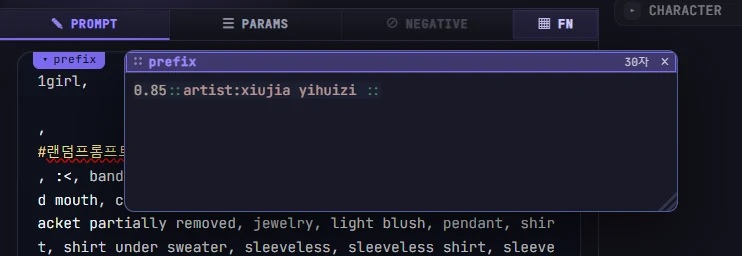 PROMPT PARAMS NEGATIVE FN CHARACTER
prefix
prefix 30자 ×
1girl,
0.85::artist:xiujia yihuizi ::
,
#랜덤프롬프트
, :<, band
d mouth, c
acket partially removed, jewelry, light blush, pendant, shir
t, shirt under sweater, sleeveless, sleeveless shirt, sleeve